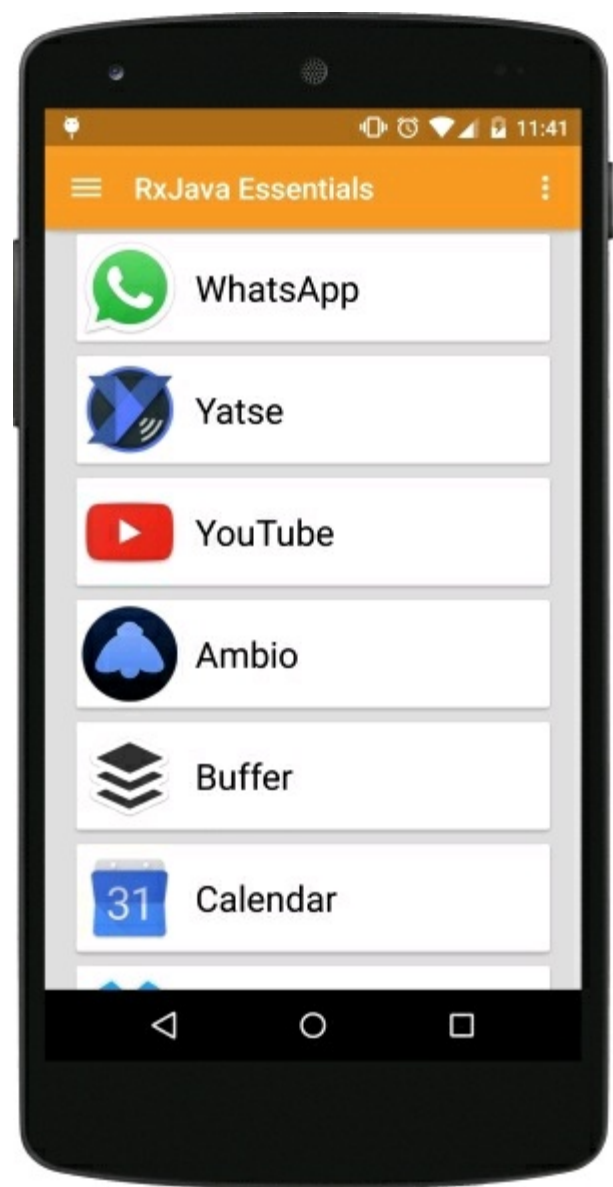 11:41
RxJava Essentials
WhatsApp
Yatse
YouTube
Ambio
Buffer
31
Calendar